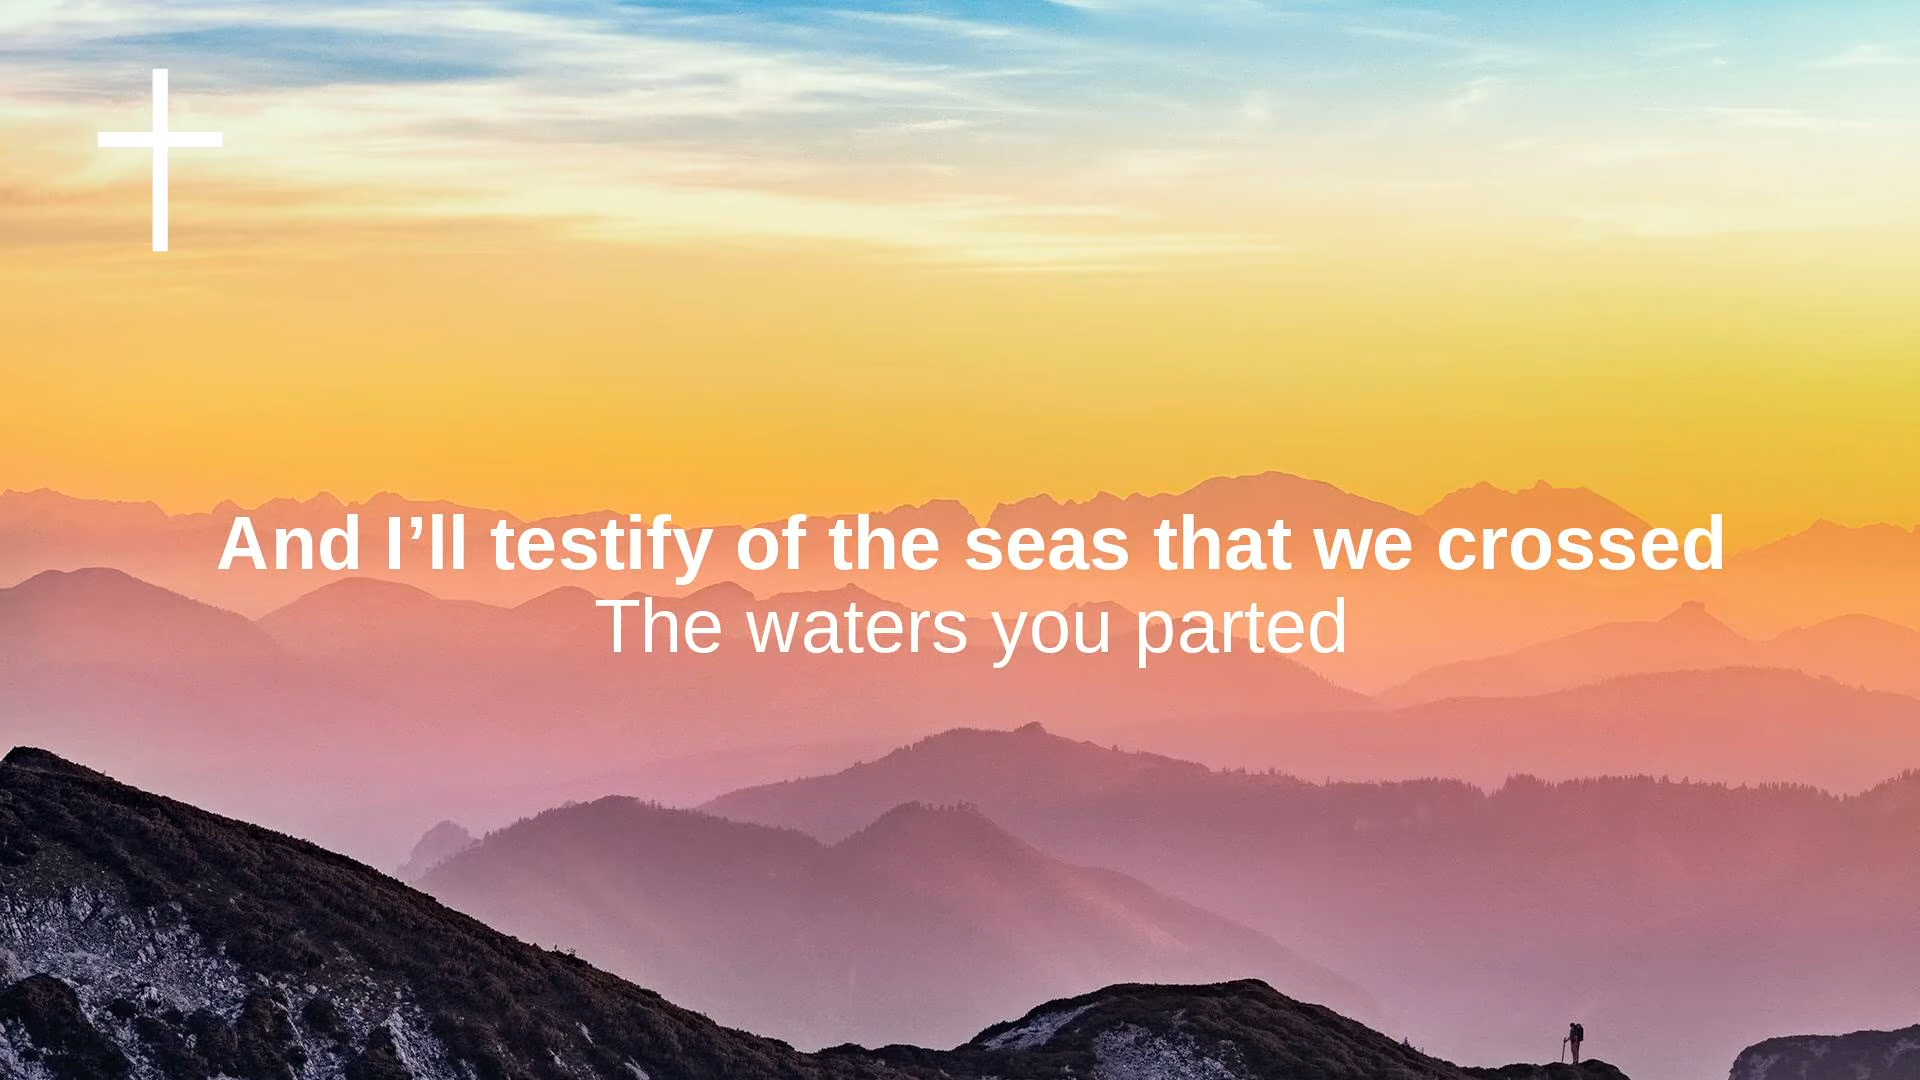 And I’ll testify of the seas that we crossed
The waters you parted